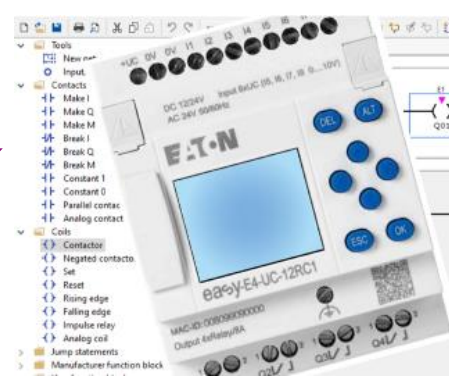 Tools
New net
Input
Contacts
Make I
Make Q
Make M
Break I
Break Q
Break M
Constant 1
Constant 0
Parallel contac
Analog contact
Coils
Contactor
Negated contacto
Set
Reset
Rising edge
Falling edge
Impulse relay
Analog coil
Jump statements
Manufacturer function block
+UC 0V 0V I1 I2 I3 I4 I5 I6
DC 12/24V Input 8xUC (I5, I6, I7, I8 0...10V)
AC 24V 50/60Hz
DEL ALT
EATON
ESC OK
easy-E4-UC-12RC1
MAC-ID: 008099090000
Output 4xRelay/8A
Q2 Q3 Q4